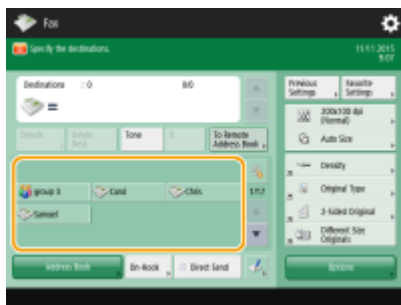 Fax
Specify the destinations.
11/11 2015
9:07
Destinations : 0
Previous Settings
Favorite Settings
200x100 dpi (Normal)
Details
Delete Dest.
Tone
R
To Remote Address Book
Auto Size
Density
group 3
Carol
Chris
1/17
Original Type
Samuel
2-Sided Original
Different Size Originals
Address Book
On-Hook
Direct Send
Options